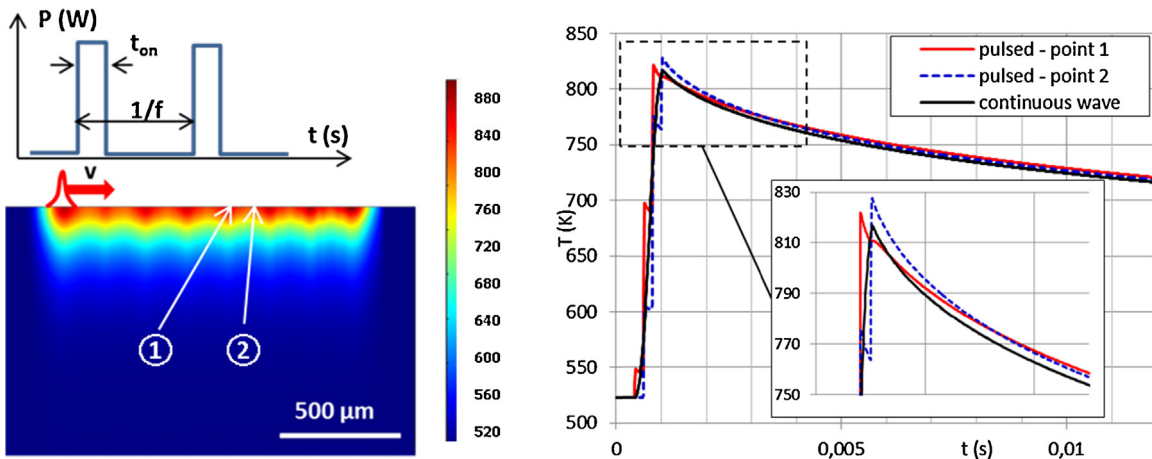 P (W)
t_on
1/f
t (s)
v
①
②
500 µm
880
840
800
760
720
680
640
600
560
520
850
800
750
700
650
600
550
500
T (K)
0
0,005
t (s)
0,01
pulsed - point 1
pulsed - point 2
continuous wave
830
810
790
770
750